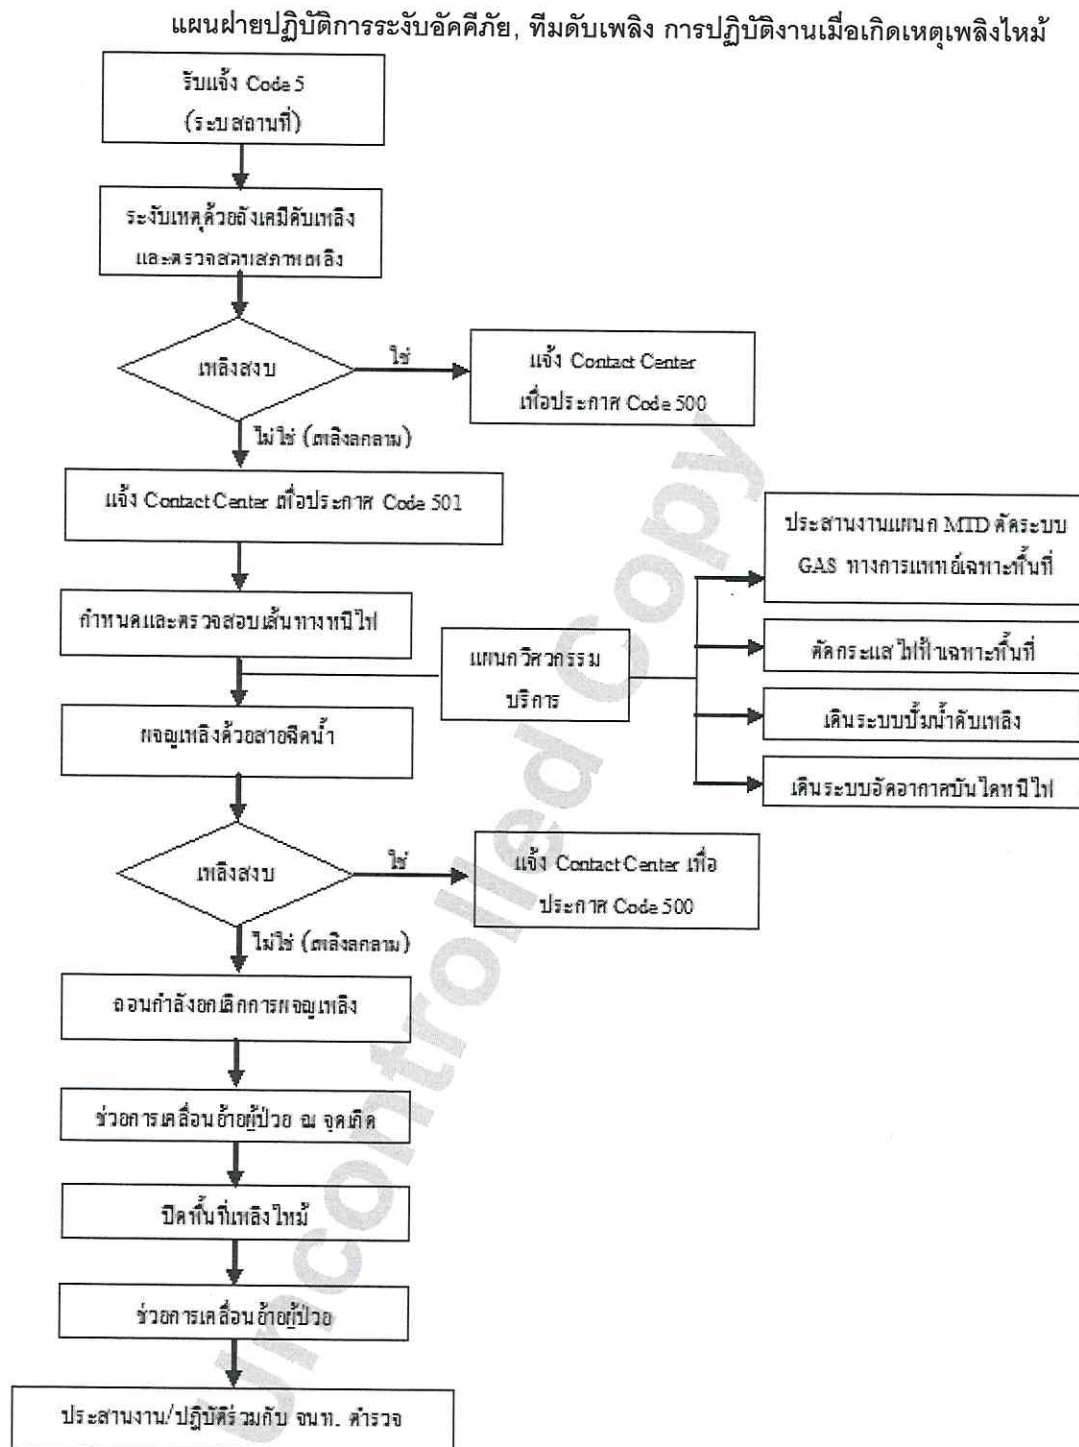 แผนฝ่ายปฏิบัติการระงับอัคคีภัย, ทีมดับเพลิง การปฏิบัติงานเมื่อเกิดเหตุเพลิงไหม้
รับแจ้ง Code 5
(ระบุสถานที่)
ระงับเหตุด้วยถังเคมีดับเพลิง
และตรวจสอบสภาพเพลิง
เพลิงสงบ
ใช่
แจ้ง Contact Center
เพื่อประกาศ Code 500
ไม่ใช่ (เพลิงลุกลาม)
แจ้ง Contact Center เพื่อประกาศ Code 501
กำหนดและตรวจสอบเส้นทางหนีไฟ
แผนกวิศวกรรม
บริการ
ประสานงานแผนก MTD ตัดระบบ
GAS ทางการแพทย์เฉพาะพื้นที่
ตัดกระแสไฟฟ้าเฉพาะพื้นที่
เดินระบบปั๊มน้ำดับเพลิง
เดินระบบอัดอากาศบันไดหนีไฟ
ผจญเพลิงด้วยสายฉีดน้ำ
เพลิงสงบ
ใช่
แจ้ง Contact Center เพื่อ
ประกาศ Code 500
ไม่ใช่ (เพลิงลุกลาม)
ถอนกำลังยกเลิกการผจญเพลิง
ช่วยการเคลื่อนย้ายผู้ป่วย ณ จุดเกิด
ปิดพื้นที่เพลิงไหม้
ช่วยการเคลื่อนย้ายผู้ป่วย
ประสานงาน/ปฏิบัติร่วมกับ จนท. ตำรวจ
Uncontrolled Copy